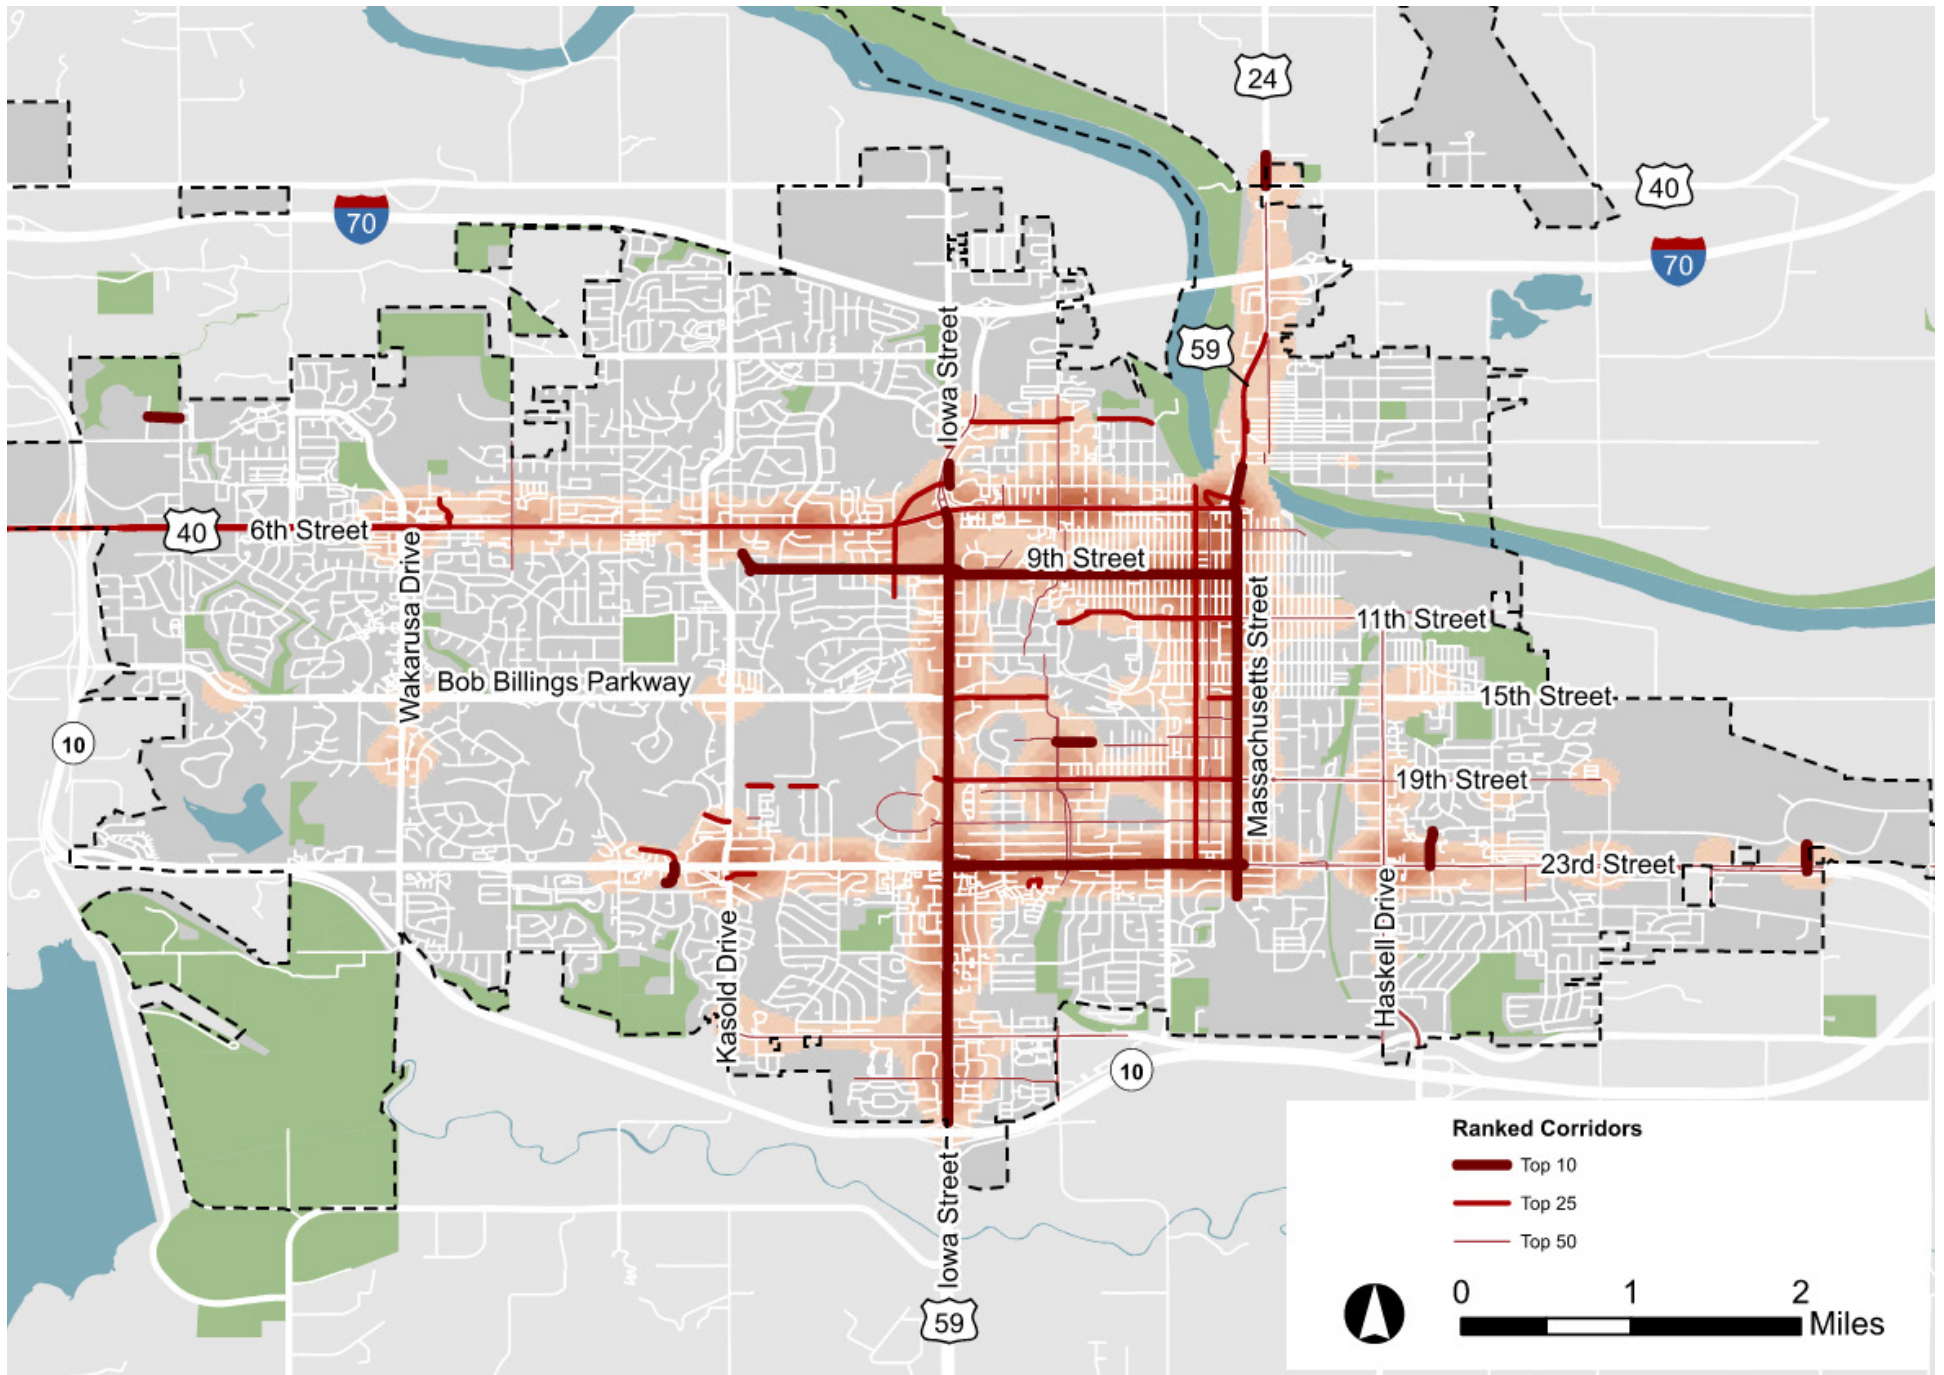 24
40
70
70
59
Iowa Street
40
6th Street
9th Street
Wakarusa Drive
Massachusetts Street
11th Street
Bob Billings Parkway
15th Street
10
19th Street
23rd Street
Kasold Drive
Haskell Drive
10
Iowa Street
59
Ranked Corridors
Top 10
Top 25
Top 50
0 1 2
Miles